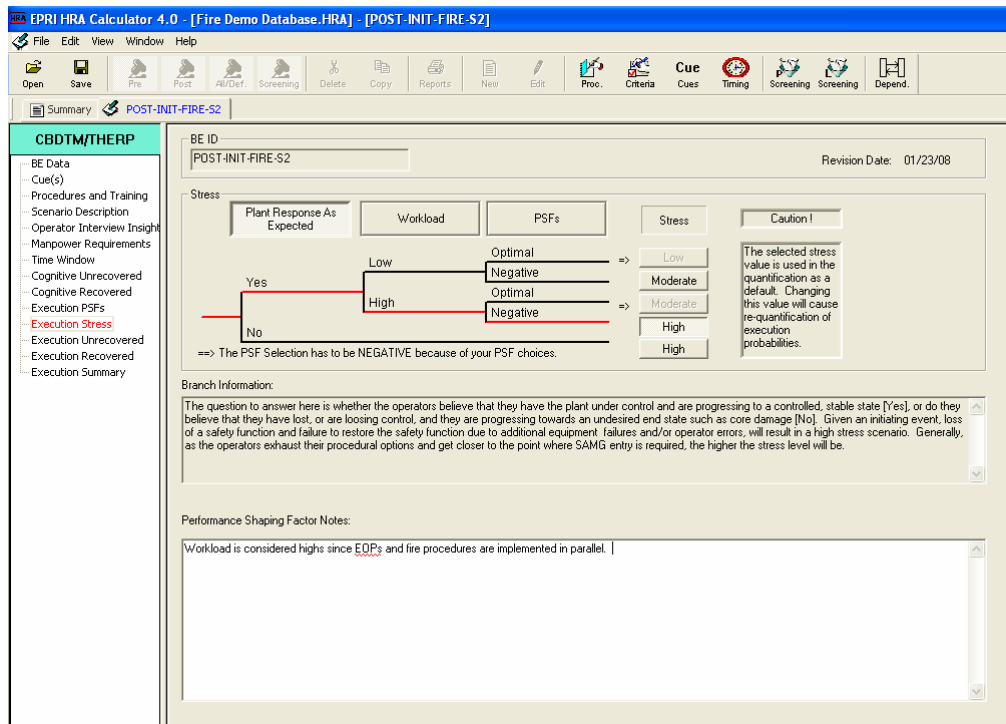 HRA EPRI HRA Calculator 4.0 - [Fire Demo Database.HRA] - [POST-INIT-FIRE-S2]
File Edit View Window Help
Open Save Pre Post All/Def. Screening Delete Copy Reports New Edit Proc. Criteria Cue Cues Timing P Screening S Screening Depend.
Summary POST-INIT-FIRE-S2
CBDTM/THERP
BE Data
Cue(s)
Procedures and Training
Scenario Description
Operator Interview Insight
Manpower Requirements
Time Window
Cognitive Unrecovered
Cognitive Recovered
Execution PSFs
Execution Stress
Execution Unrecovered
Execution Recovered
Execution Summary
BE ID
POST-INIT-FIRE-S2
Revision Date: 01/23/08
Stress
Plant Response As
Expected
Workload
PSFs
Stress
Caution !
Yes
No
Low
High
Optimal
Negative
Optimal
Negative
=> Low
Moderate
=> Moderate
High
High
==> The PSF Selection has to be NEGATIVE because of your PSF choices.
The selected stress
value is used in the
quantification as a
default. Changing
this value will cause
re-quantification of
execution
probabilities.
Branch Information:
The question to answer here is whether the operators believe that they have the plant under control and are progressing to a controlled, stable state [Yes], or do they
believe that they have lost, or are loosing control, and they are progressing towards an undesired end state such as core damage [No]. Given an initiating event, loss
of a safety function and failure to restore the safety function due to additional equipment failures and/or operator errors, will result in a high stress scenario. Generally,
as the operators exhaust their procedural options and get closer to the point where SAMG entry is required, the higher the stress level will be.
Performance Shaping Factor Notes:
Workload is considered highs since EOPs and fire procedures are implemented in parallel.